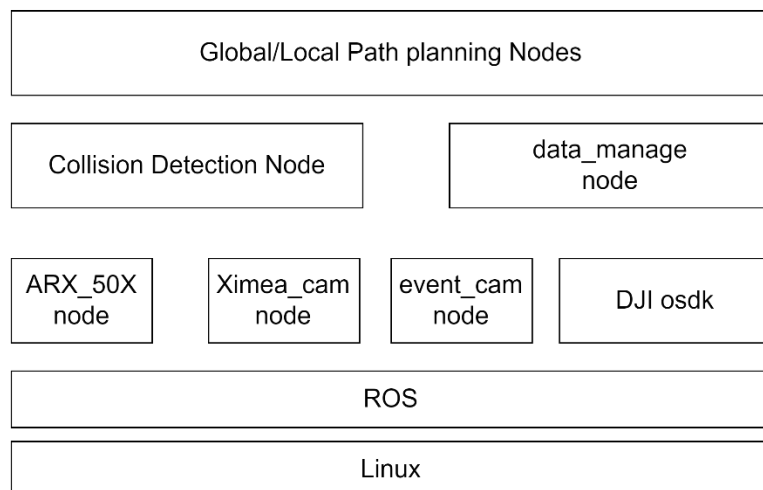 Global/Local Path planning Nodes
Collision Detection Node
data_manage
node
ARX_50X
node
Ximea_cam
node
event_cam
node
DJI osdk
ROS
Linux